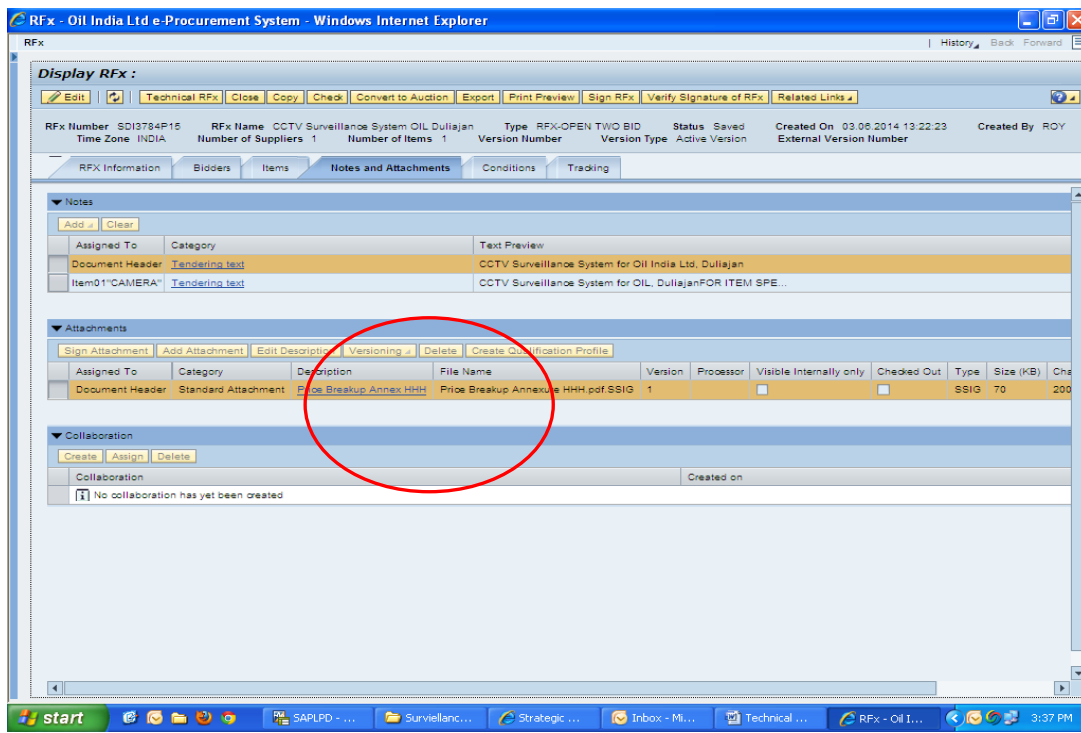 RFx - Oil India Ltd e-Procurement System - Windows Internet Explorer
RFx | History Back Forward
Display RFx :
Edit | Technical RFx Close Copy Check Convert to Auction Export Print Preview Sign RFx Verify Signature of RFx Related Links
RFx Number SDI3784P15 RFx Name CCTV Surveillance System OIL Duliajan Type RFX-OPEN TWO BID Status Saved Created On 03.06.2014 13:22:23 Created By ROY
Time Zone INDIA Number of Suppliers 1 Number of Items 1 Version Number Version Type Active Version External Version Number
RFX Information Bidders Items Notes and Attachments Conditions Tracking
Notes
Add Clear
Assigned To Category Text Preview
Document Header Tendering text CCTV Surveillance System for Oil India Ltd, Duliajan
Item01"CAMERA" Tendering text CCTV Surveillance System for OIL, DuliajanFOR ITEM SPE...
Attachments
Sign Attachment Add Attachment Edit Description Versioning Delete Create Qualification Profile
Assigned To Category Description File Name Version Processor Visible Internally only Checked Out Type Size (KB) Cha
Document Header Standard Attachment Price Breakup Annex HHH Price Breakup Annexure HHH.pdf.SSIG 1 SSIG 70 200
Collaboration
Create Assign Delete
Collaboration Created on
No collaboration has yet been created
start SAPLPD - ... Surviellanc... Strategic ... Inbox - Mi... Technical ... RFx - Oil I... 3:37 PM